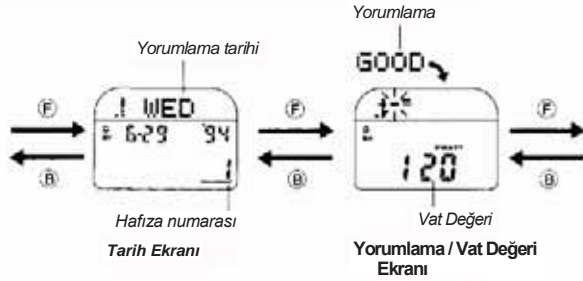 Yorumlama
Yorumlama tarihi
GOOD
WED
F F F
6-29 '94
B B B
1
120
Hafıza numarası
Vat Değeri
Tarih Ekranı
Yorumlama / Vat Değeri
Ekranı